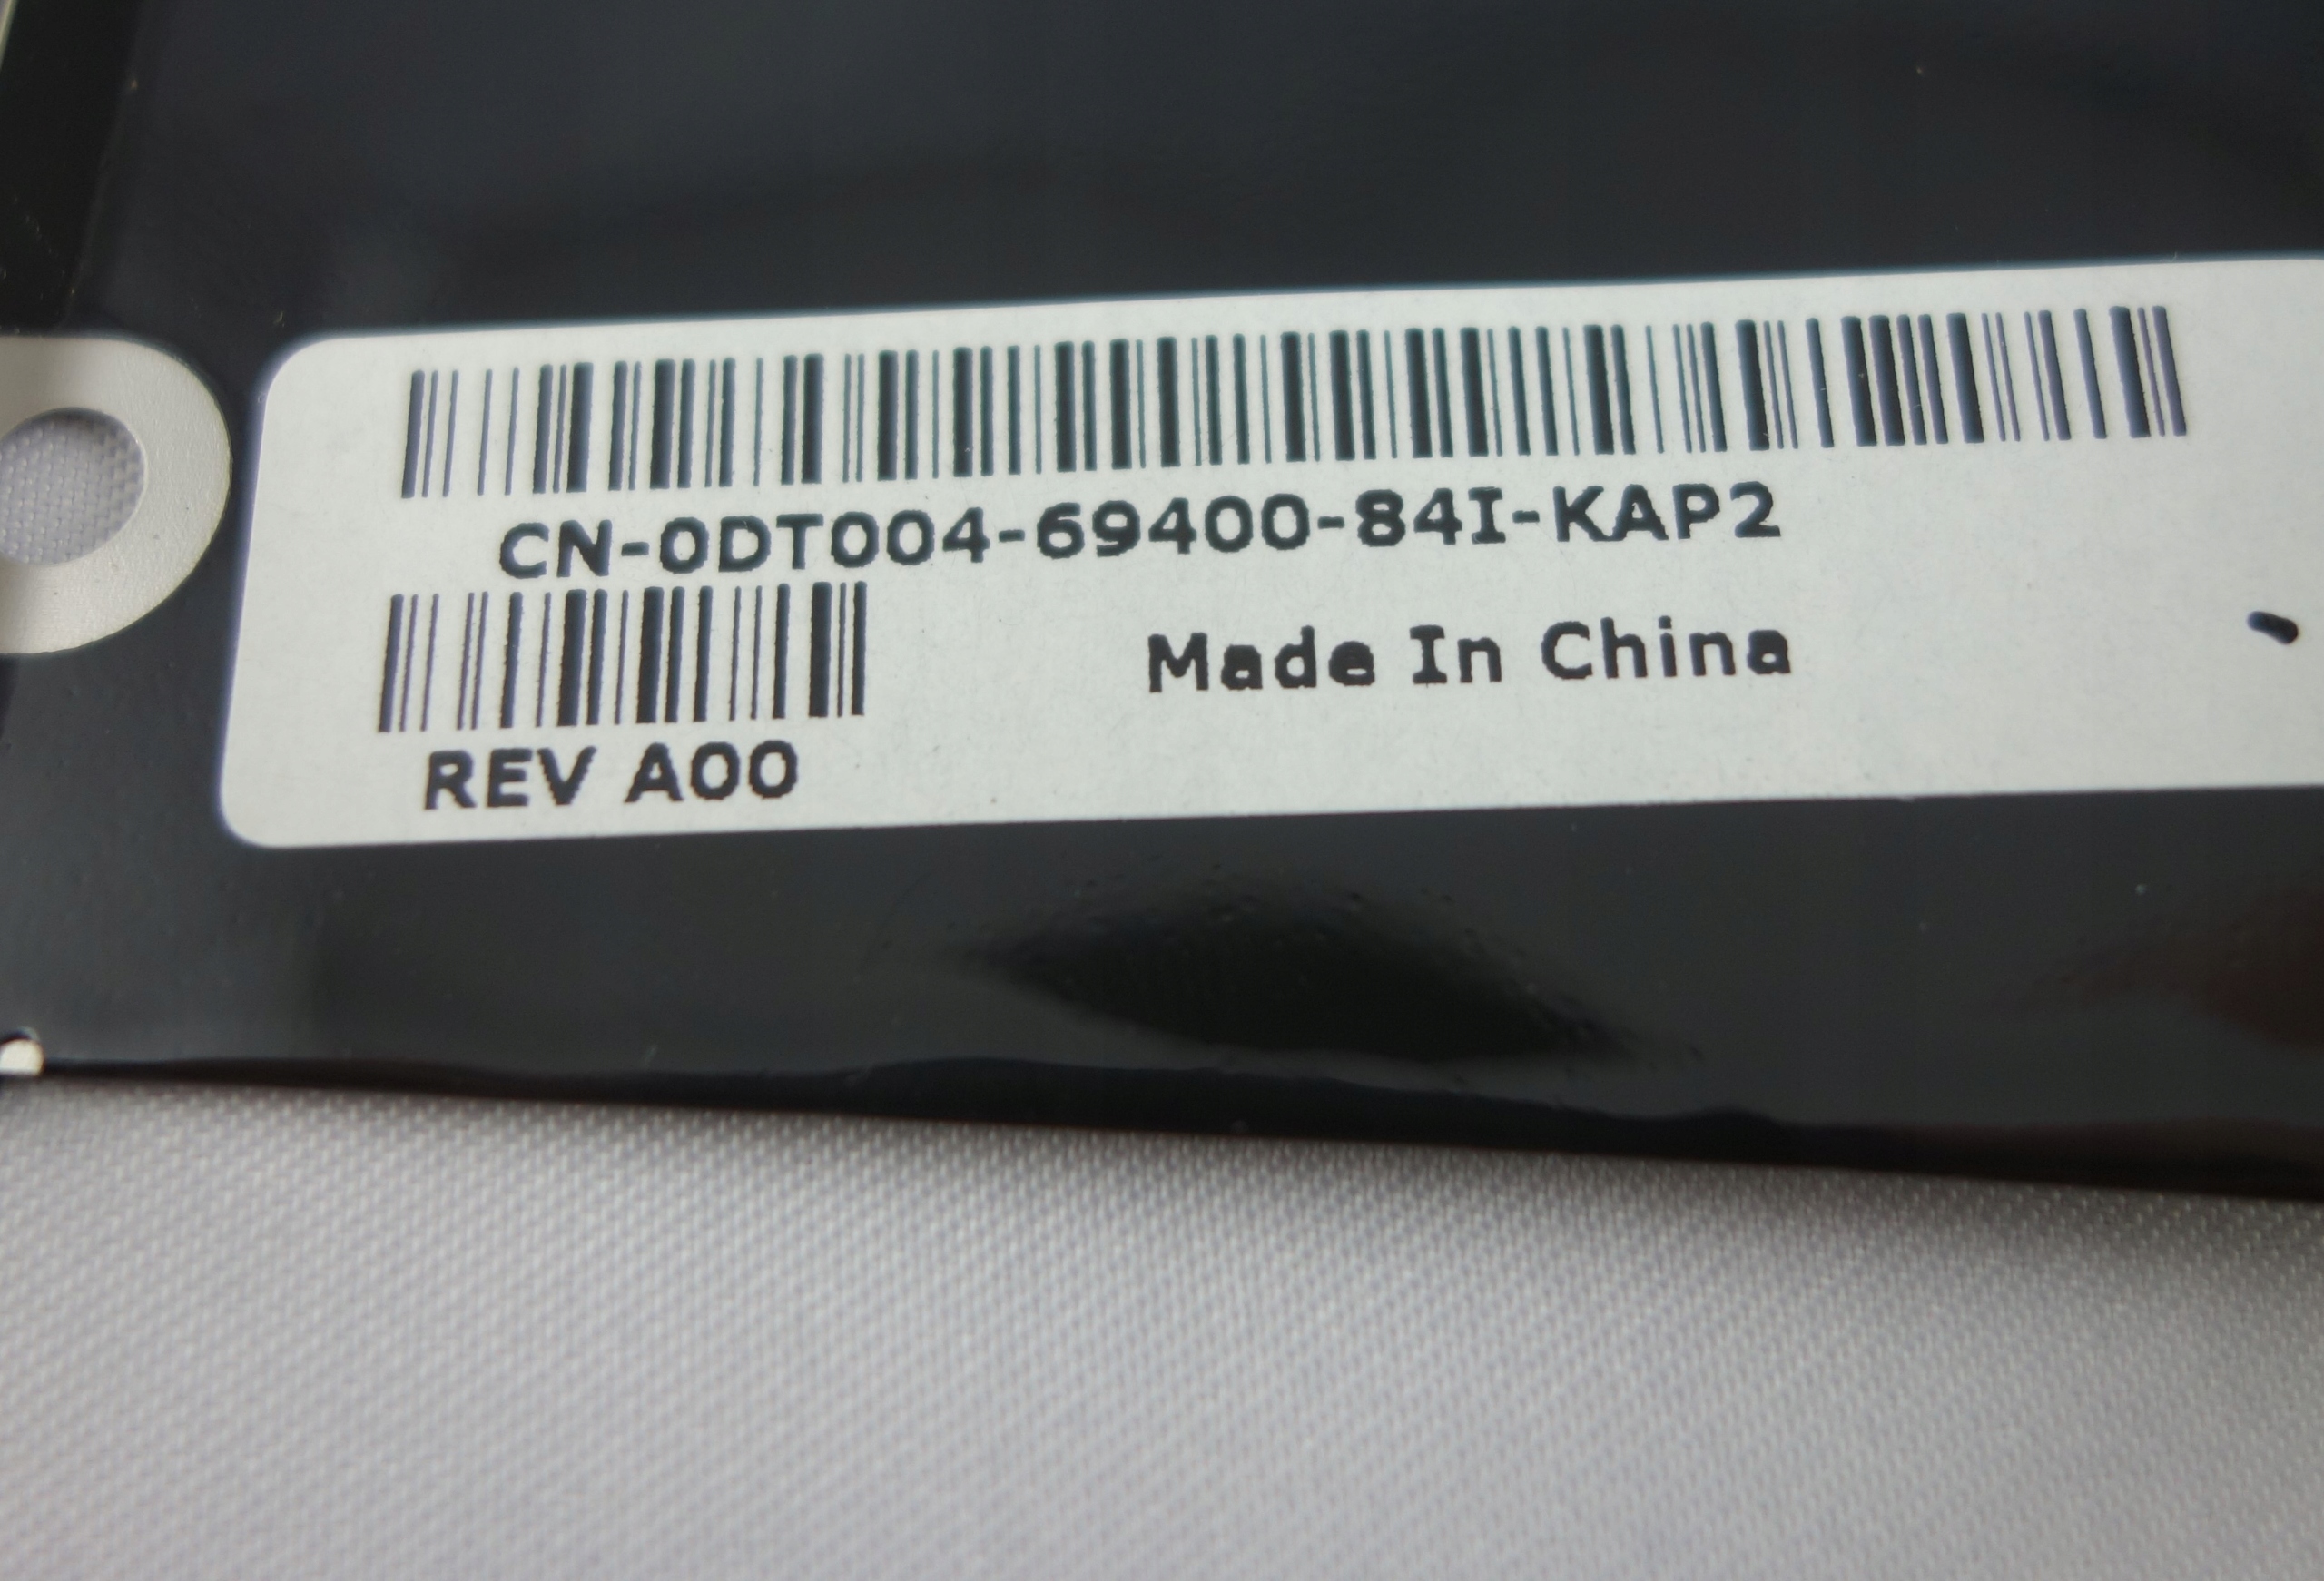 CN-0DT004-69400-84I-KAP2
Made In China
REV A00